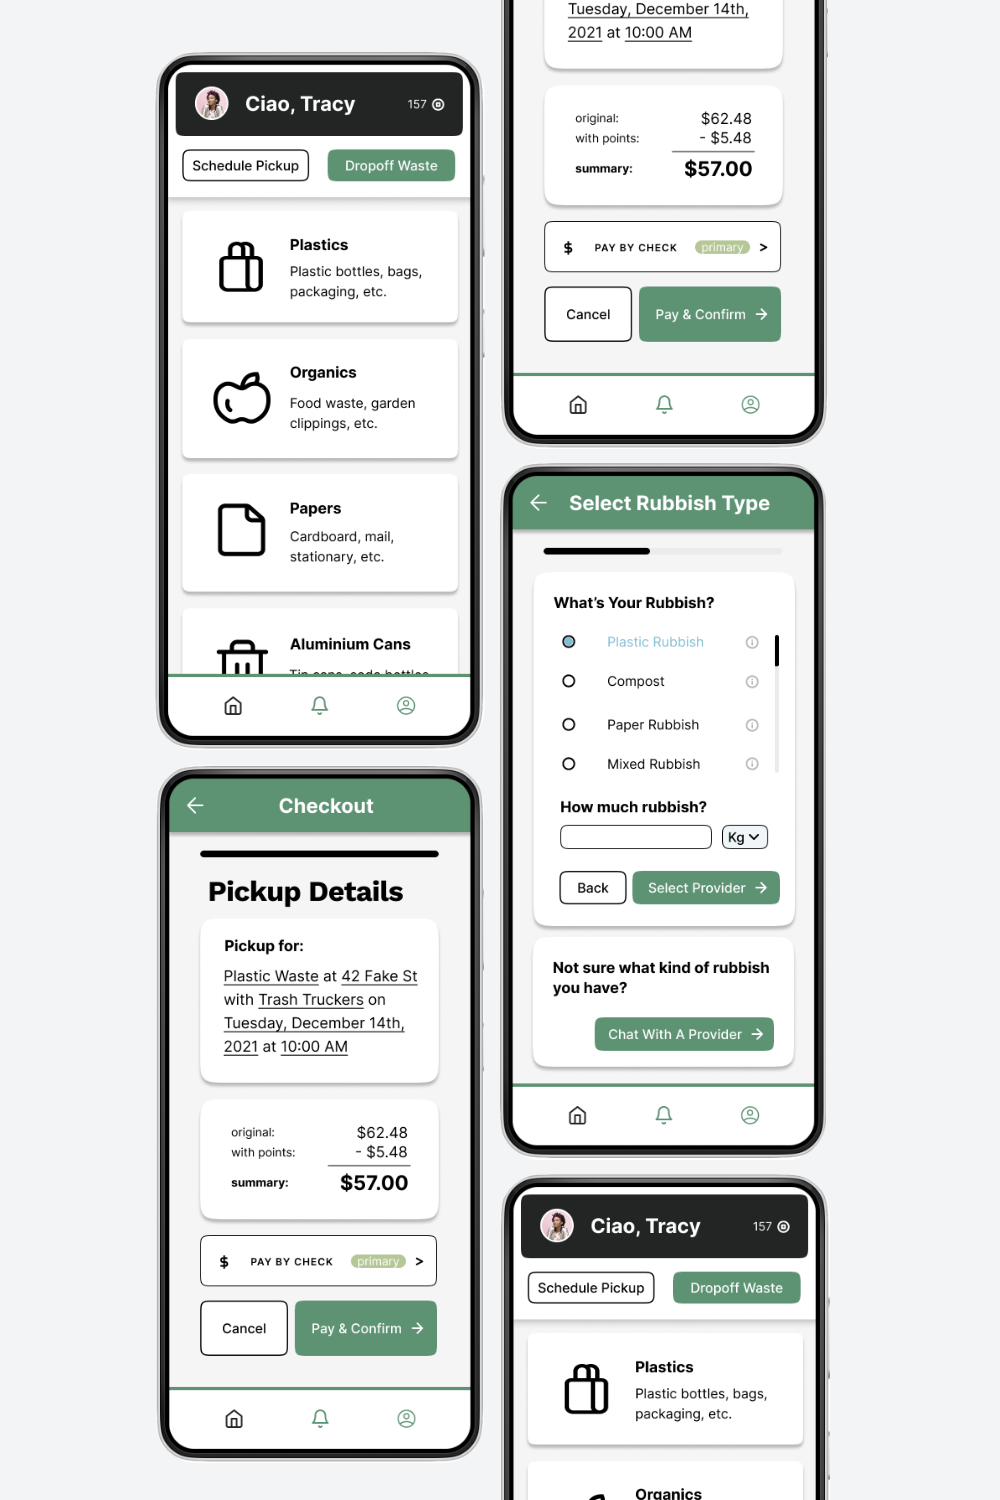 Ciao, Tracy
157
Schedule Pickup
Dropoff Waste
Plastics
Plastic bottles, bags,
packaging, etc.
Organics
Food waste, garden
clippings, etc.
Papers
Cardboard, mail,
stationary, etc.
Aluminium Cans
Tin cans, soda bottles
Checkout
Pickup Details
Pickup for:
Plastic Waste at 42 Fake St
with Trash Truckers on
Tuesday, December 14th,
2021 at 10:00 AM
original: $62.48
with points: - $5.48
summary: $57.00
$ PAY BY CHECK primary >
Cancel
Pay & Confirm
Tuesday, December 14th,
2021 at 10:00 AM
original: $62.48
with points: - $5.48
summary: $57.00
$ PAY BY CHECK primary >
Cancel
Pay & Confirm
Select Rubbish Type
What's Your Rubbish?
Plastic Rubbish
Compost
Paper Rubbish
Mixed Rubbish
How much rubbish?
Kg
Back
Select Provider
Not sure what kind of rubbish
you have?
Chat With A Provider
Ciao, Tracy
157
Schedule Pickup
Dropoff Waste
Plastics
Plastic bottles, bags,
packaging, etc.
Organics